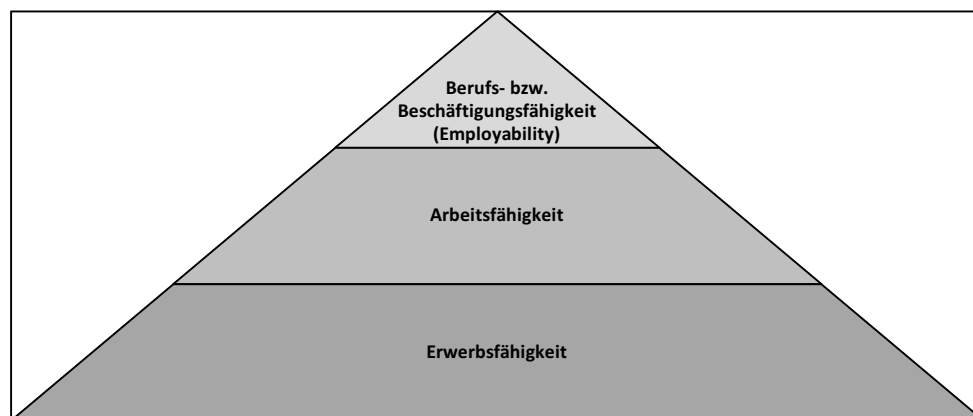 Berufs- bzw.
Beschäftigungsfähigkeit
(Employability)
Arbeitsfähigkeit
Erwerbsfähigkeit